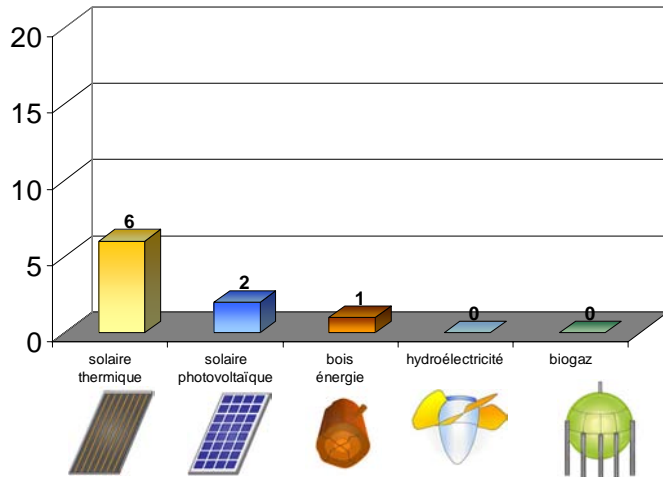 20
15
10
5
0
6
2
1
0
0
solaire
thermique
solaire
photovoltaïque
bois
énergie
hydroélectricité
biogaz